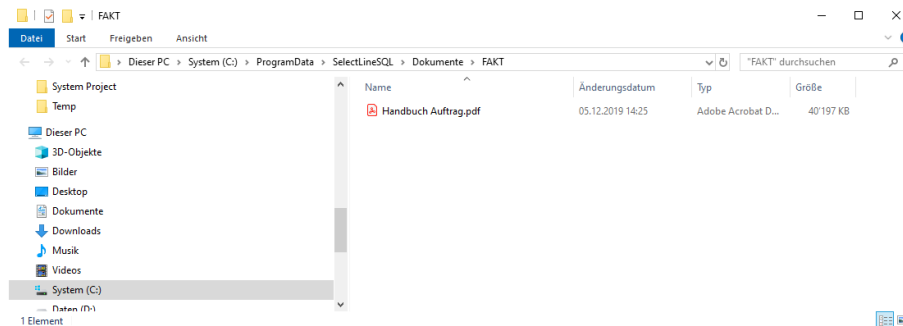 FAKT
Datei Start Freigeben Ansicht
Dieser PC System (C:) ProgramData SelectLineSQL Dokumente FAKT "FAKT" durchsuchen
System Project
Temp
Dieser PC
3D-Objekte
Bilder
Desktop
Dokumente
Downloads
Musik
Videos
System (C:)
Daten (D:)
Name Änderungsdatum Typ Größe
Handbuch Auftrag.pdf 05.12.2019 14:25 Adobe Acrobat D... 40'197 KB
1 Element